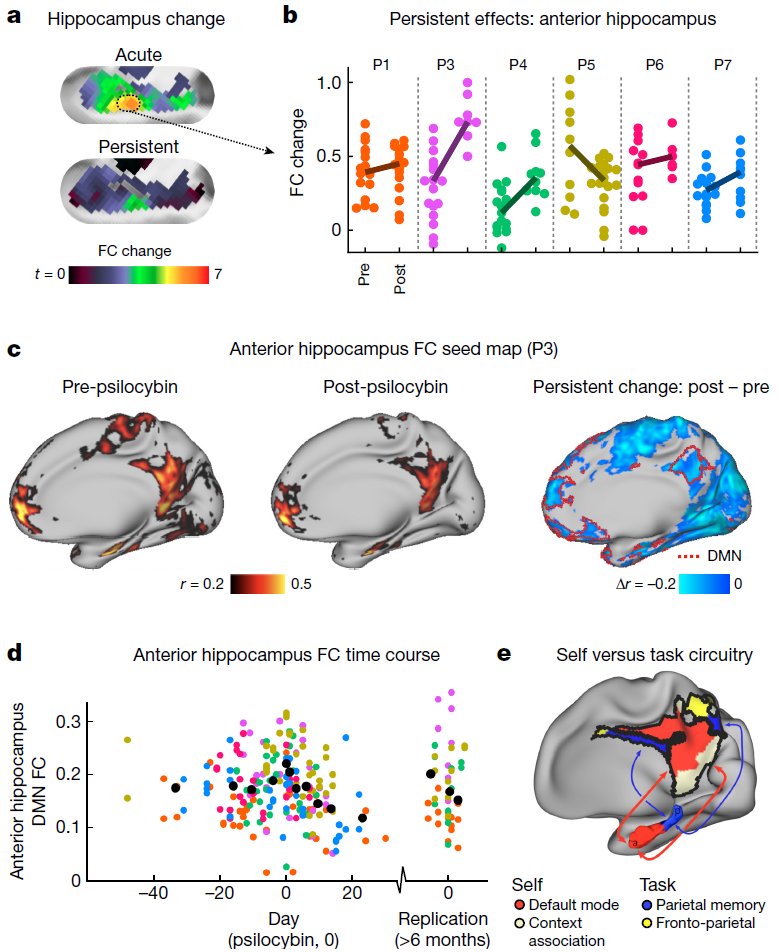 a Hippocampus change
Acute
Persistent
FC change
t = 0 7
b Persistent effects: anterior hippocampus
P1 P3 P4 P5 P6 P7
1.0
0.5
0
FC change
Pre
Post
c Anterior hippocampus FC seed map (P3)
Pre-psilocybin Post-psilocybin Persistent change: post – pre
DMN
r = 0.2 0.5
Δr = –0.2 0
d Anterior hippocampus FC time course
Anterior hippocampus
DMN FC
0.3
0.2
0.1
0
–40 –20 0 20 0
Day
(psilocybin, 0)
Replication
(>6 months)
e Self versus task circuitry
a
Self
Default mode
Context
association
Task
Parietal memory
Fronto-parietal